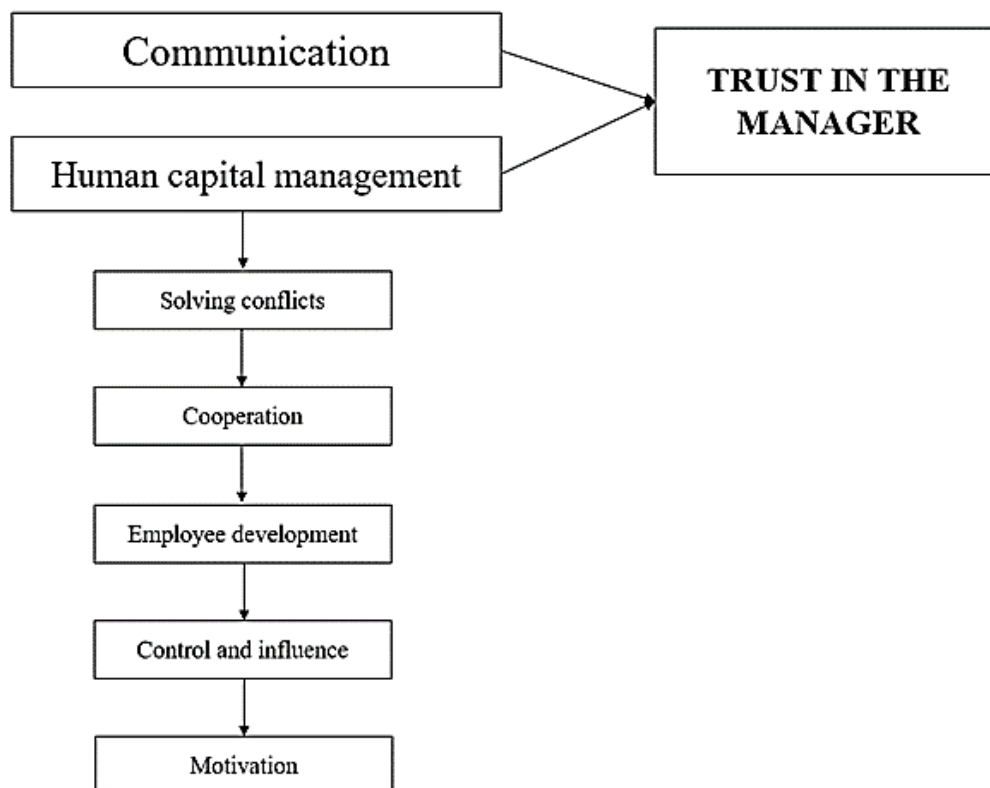 Communication
TRUST IN THE
MANAGER
Human capital management
Solving conflicts
Cooperation
Employee development
Control and influence
Motivation